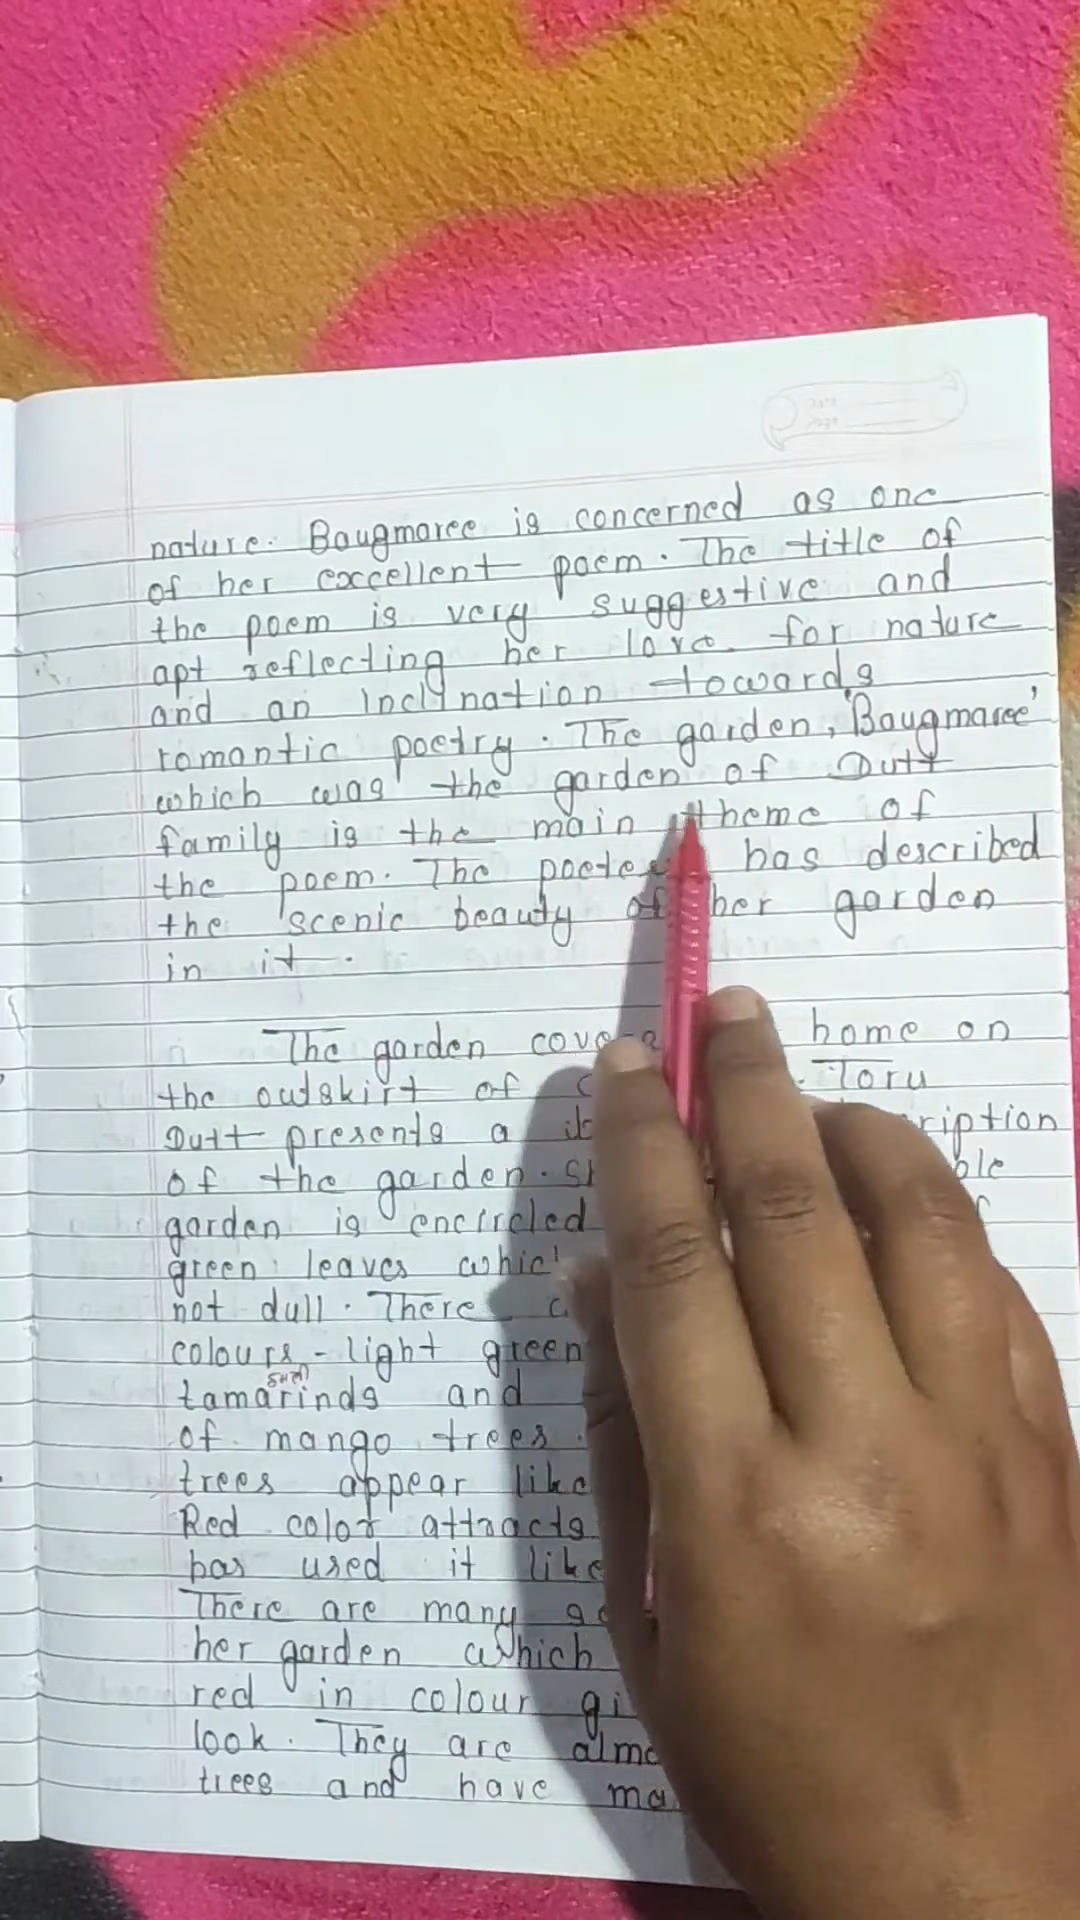 nature. Baugmaree is concerned as one
of her excellent poem. The title of
the poem is very suggestive and
apt reflecting her love for nature
and an inclination towards
romantic poetry. The garden, 'Baugmaree'
which was the garden of Dutt
family is the main theme of
the poem. The poetess has described
the scenic beauty of her garden
in it.
The garden home on
the outskirt of Toru
Dutt presents a
of the garden.
garden is encircled
green leaves
not dull. There
colours - light green
इमली
tamarinds and
of mango trees.
trees appear like
Red color attracts
has used it like
There are many
her garden which
red in colour
look. They are
trees and have